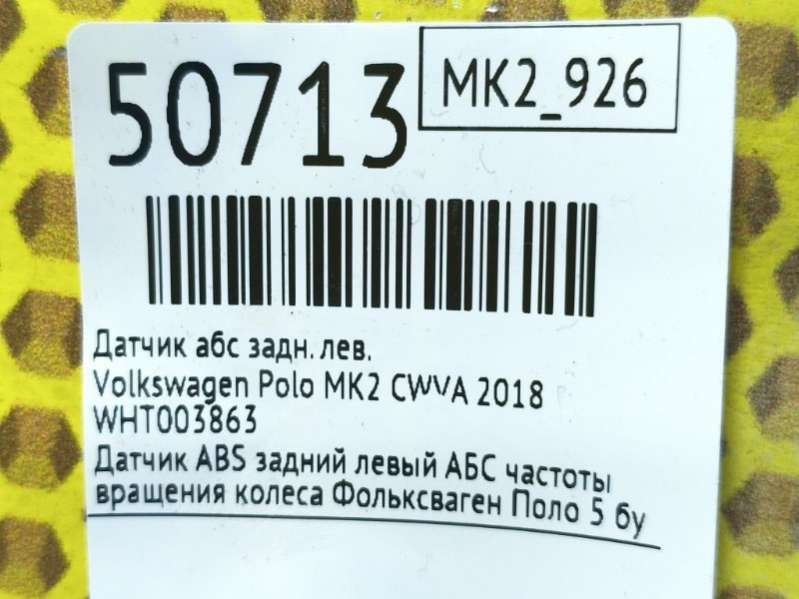 50713
MK2_926
Датчик абс задн. лев.
Volkswagen Polo MK2 CWVA 2018
WHT003863
Датчик ABS задний левый АБС частоты
вращения колеса Фольксваген Поло 5 бу